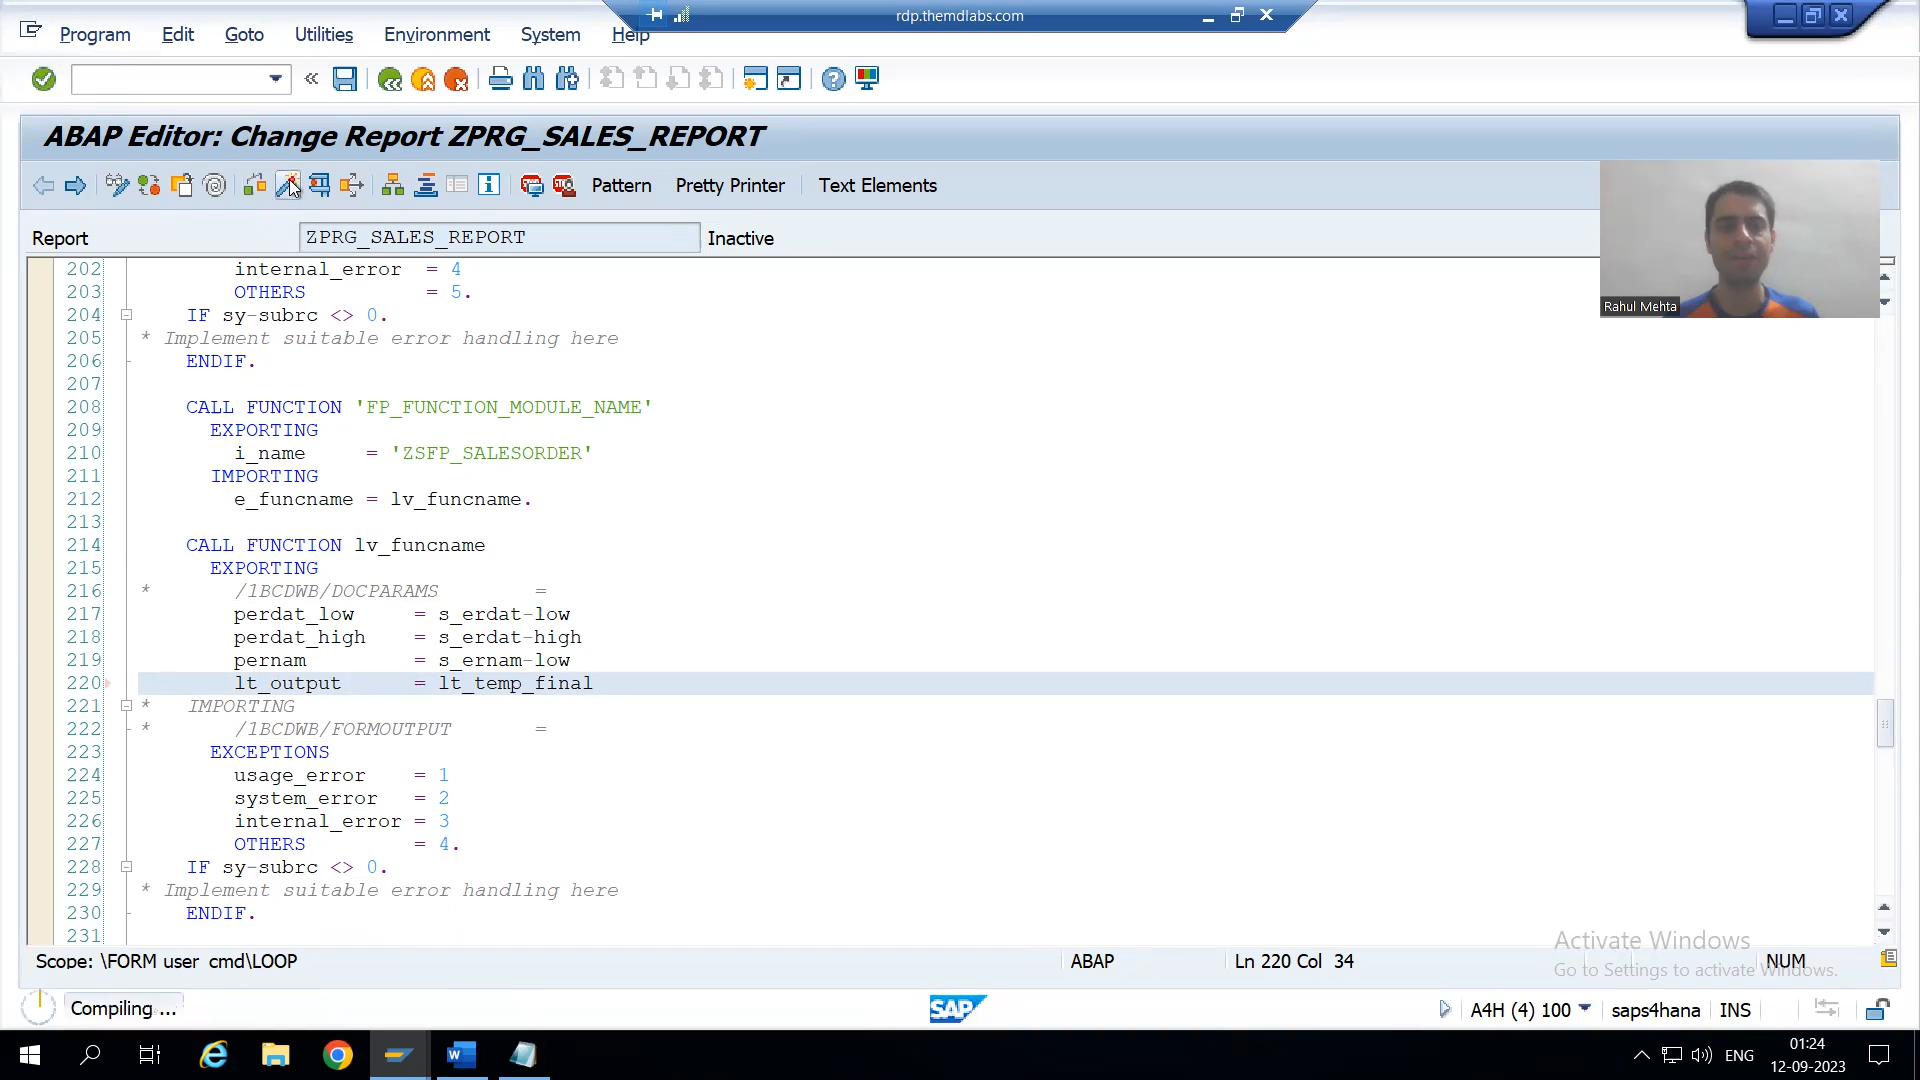 rdp.themdlabs.com
Program Edit Goto Utilities Environment System Help
ABAP Editor: Change Report ZPRG_SALES_REPORT
Pattern Pretty Printer Text Elements
Report ZPRG_SALES_REPORT Inactive
Rahul Mehta
202 internal_error = 4
203 OTHERS = 5.
204 IF sy-subrc <> 0.
205 * Implement suitable error handling here
206 ENDIF.
207
208 CALL FUNCTION 'FP_FUNCTION_MODULE_NAME'
209 EXPORTING
210 i_name = 'ZSFP_SALESORDER'
211 IMPORTING
212 e_funcname = lv_funcname.
213
214 CALL FUNCTION lv_funcname
215 EXPORTING
216 * /1BCDWB/DOCPARAMS =
217 perdat_low = s_erdat-low
218 perdat_high = s_erdat-high
219 pernam = s_ernam-low
220 lt_output = lt_temp_final
221 * IMPORTING
222 * /1BCDWB/FORMOUTPUT =
223 EXCEPTIONS
224 usage_error = 1
225 system_error = 2
226 internal_error = 3
227 OTHERS = 4.
228 IF sy-subrc <> 0.
229 * Implement suitable error handling here
230 ENDIF.
231
Activate Windows
Go to Settings to activate Windows.
Scope: \FORM user_cmd\LOOP ABAP Ln 220 Col 34 NUM
Compiling ... SAP A4H (4) 100 saps4hana INS
ENG 01:24
12-09-2023